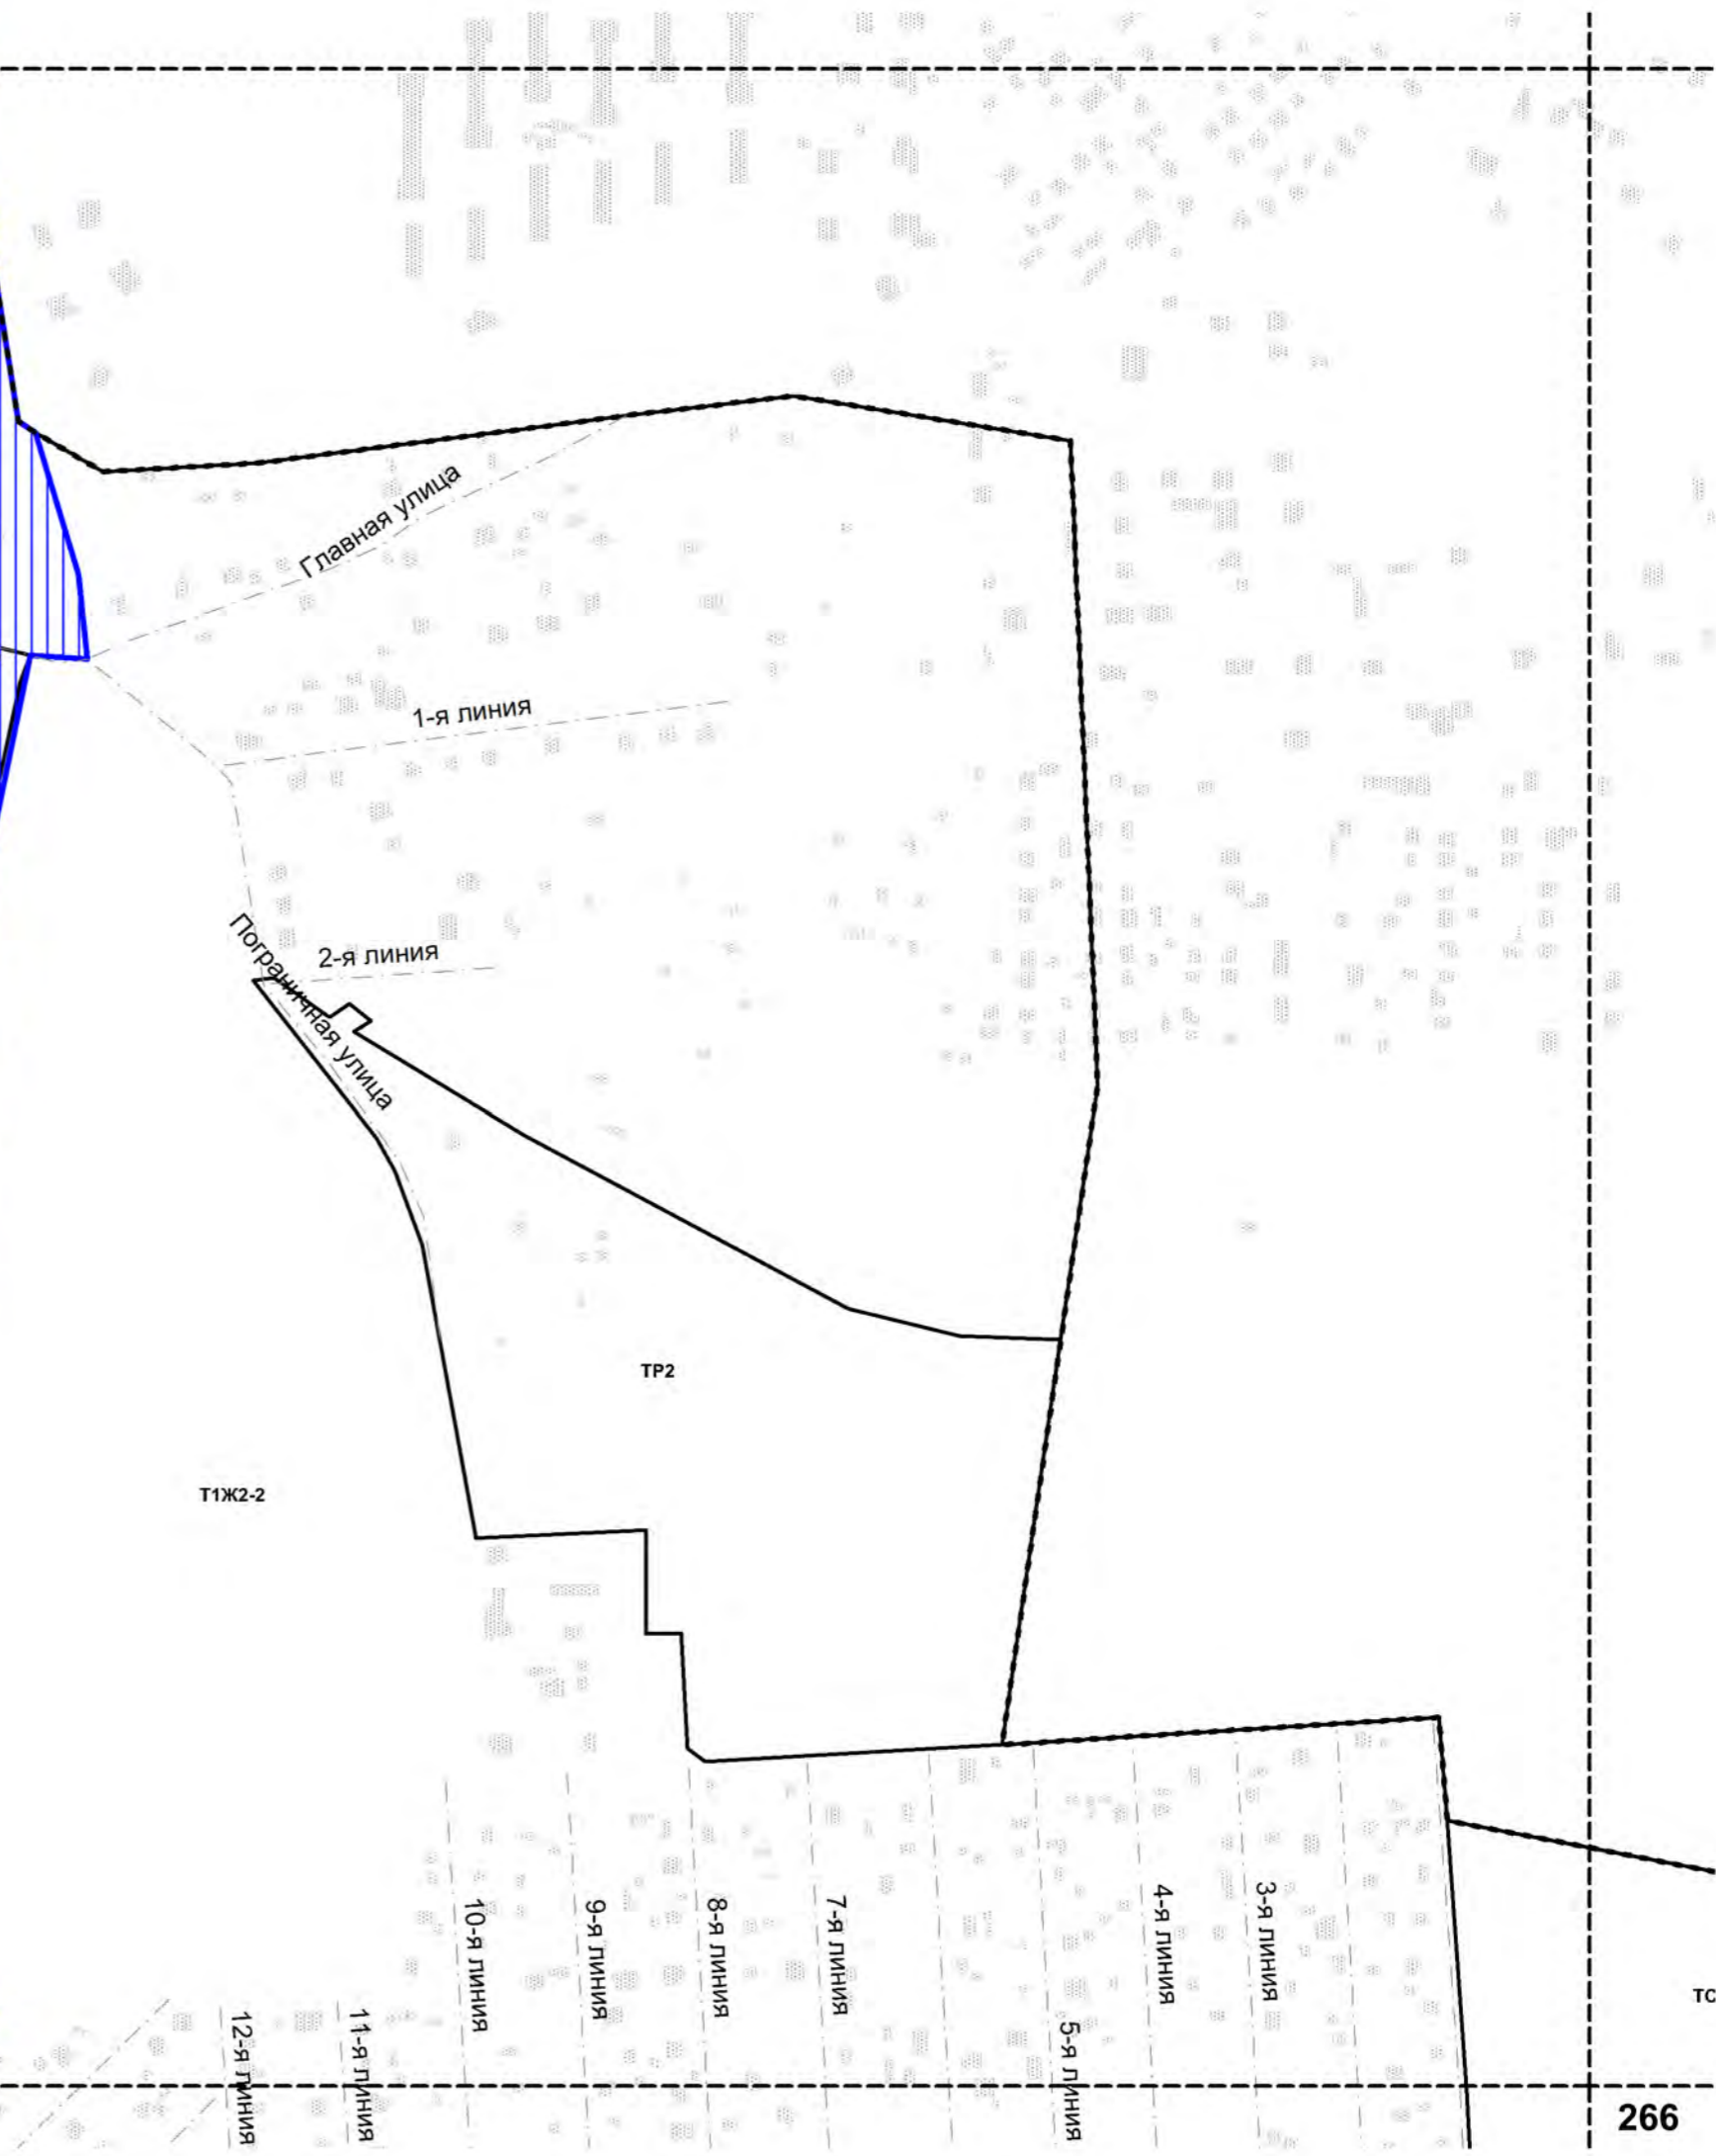 Главная улица
1-я линия
2-я линия
Пограничная улица
ТР2
Т1Ж2-2
10-я линия
9-я линия
8-я линия
7-я линия
4-я линия
3-я линия
ТС
12-я линия
11-я линия
5-я линия
266